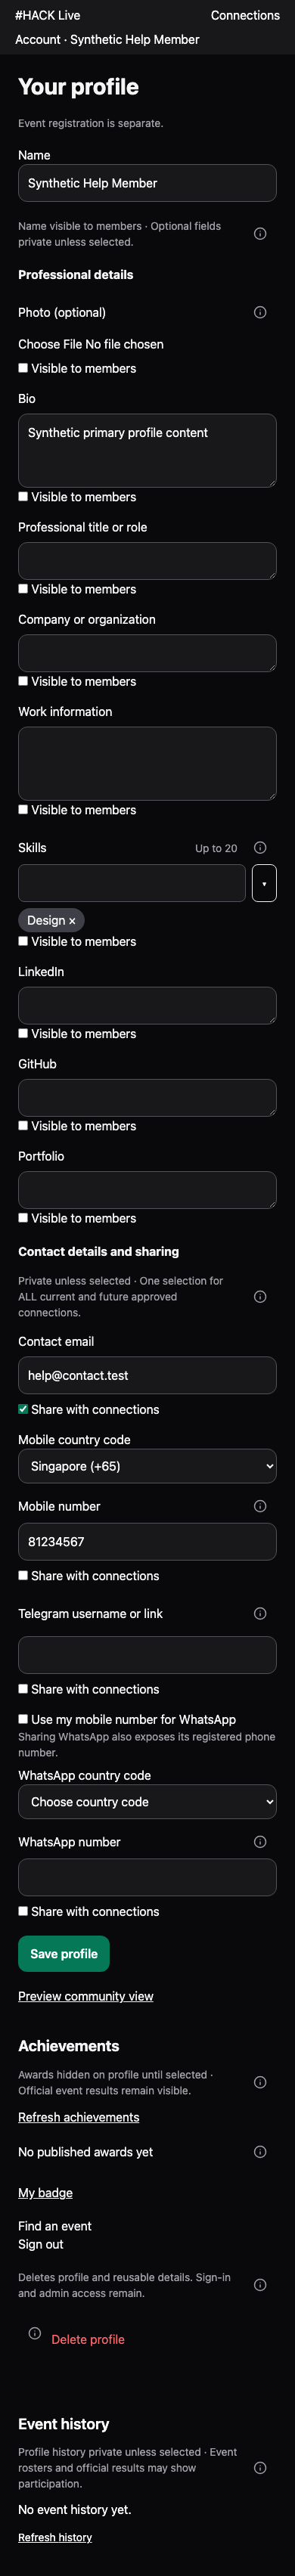 #HACK Live
Connections
Account · Synthetic Help Member
Your profile
Event registration is separate.
Name
Synthetic Help Member
Name visible to members · Optional fields
private unless selected.
Professional details
Photo (optional)
Choose File No file chosen
Visible to members
Bio
Synthetic primary profile content
Visible to members
Professional title or role
Visible to members
Company or organization
Visible to members
Work information
Visible to members
Skills
Up to 20
Design ×
Visible to members
LinkedIn
Visible to members
GitHub
Visible to members
Portfolio
Visible to members
Contact details and sharing
Private unless selected · One selection for
ALL current and future approved
connections.
Contact email
help@contact.test
Share with connections
Mobile country code
Singapore (+65)
Mobile number
81234567
Share with connections
Telegram username or link
Share with connections
Use my mobile number for WhatsApp
Sharing WhatsApp also exposes its registered phone
number.
WhatsApp country code
Choose country code
WhatsApp number
Share with connections
Save profile
Preview community view
Achievements
Awards hidden on profile until selected ·
Official event results remain visible.
Refresh achievements
No published awards yet
My badge
Find an event
Sign out
Deletes profile and reusable details. Sign-in
and admin access remain.
Delete profile
Event history
Profile history private unless selected · Event
rosters and official results may show
participation.
No event history yet.
Refresh history